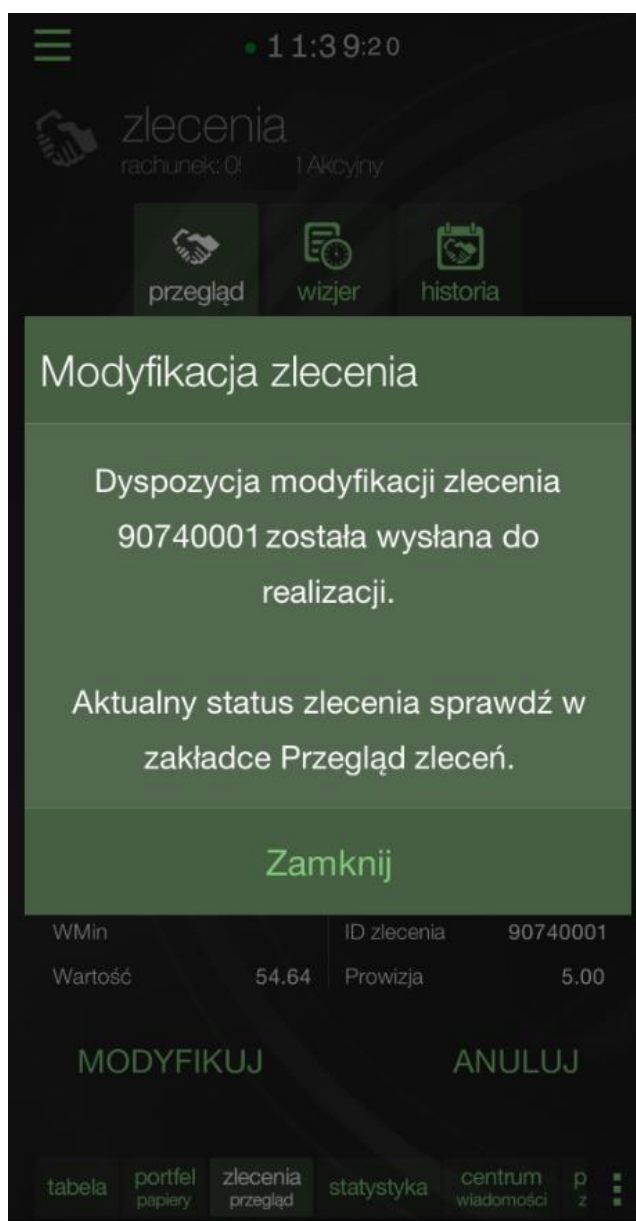 11:39:20
zlecenia
rachunek: 0 1 Akcyjny
przegląd wizjer historia
Modyfikacja zlecenia
Dyspozycja modyfikacji zlecenia
90740001 została wysłana do
realizacji.
Aktualny status zlecenia sprawdź w
zakładce Przegląd zleceń.
Zamknij
WMin ID zlecenia 90740001
Wartość 54.64 Prowizja 5.00
MODYFIKUJ ANULUJ
tabela portfel zlecenia statystyka centrum p
papiery przegląd wiadomości z